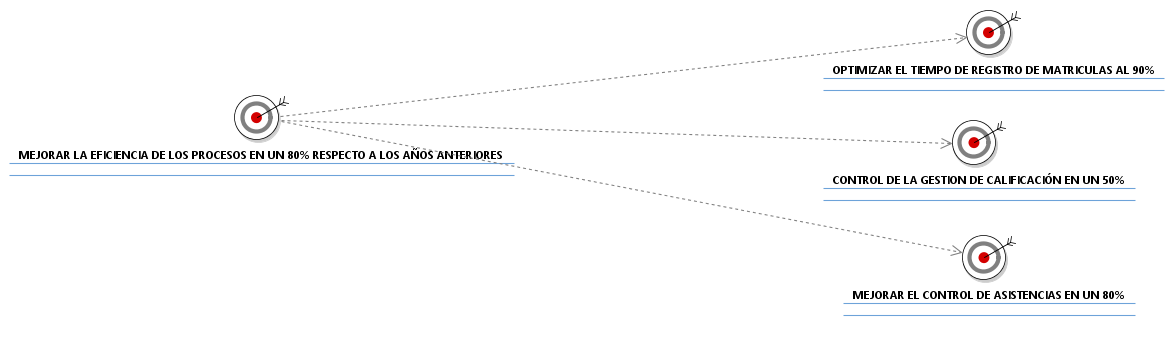 OPTIMIZAR EL TIEMPO DE REGISTRO DE MATRICULAS AL 90%
MEJORAR LA EFICIENCIA DE LOS PROCESOS EN UN 80% RESPECTO A LOS AÑOS ANTERIORES
CONTROL DE LA GESTION DE CALIFICACIÓN EN UN 50%
MEJORAR EL CONTROL DE ASISTENCIAS EN UN 80%